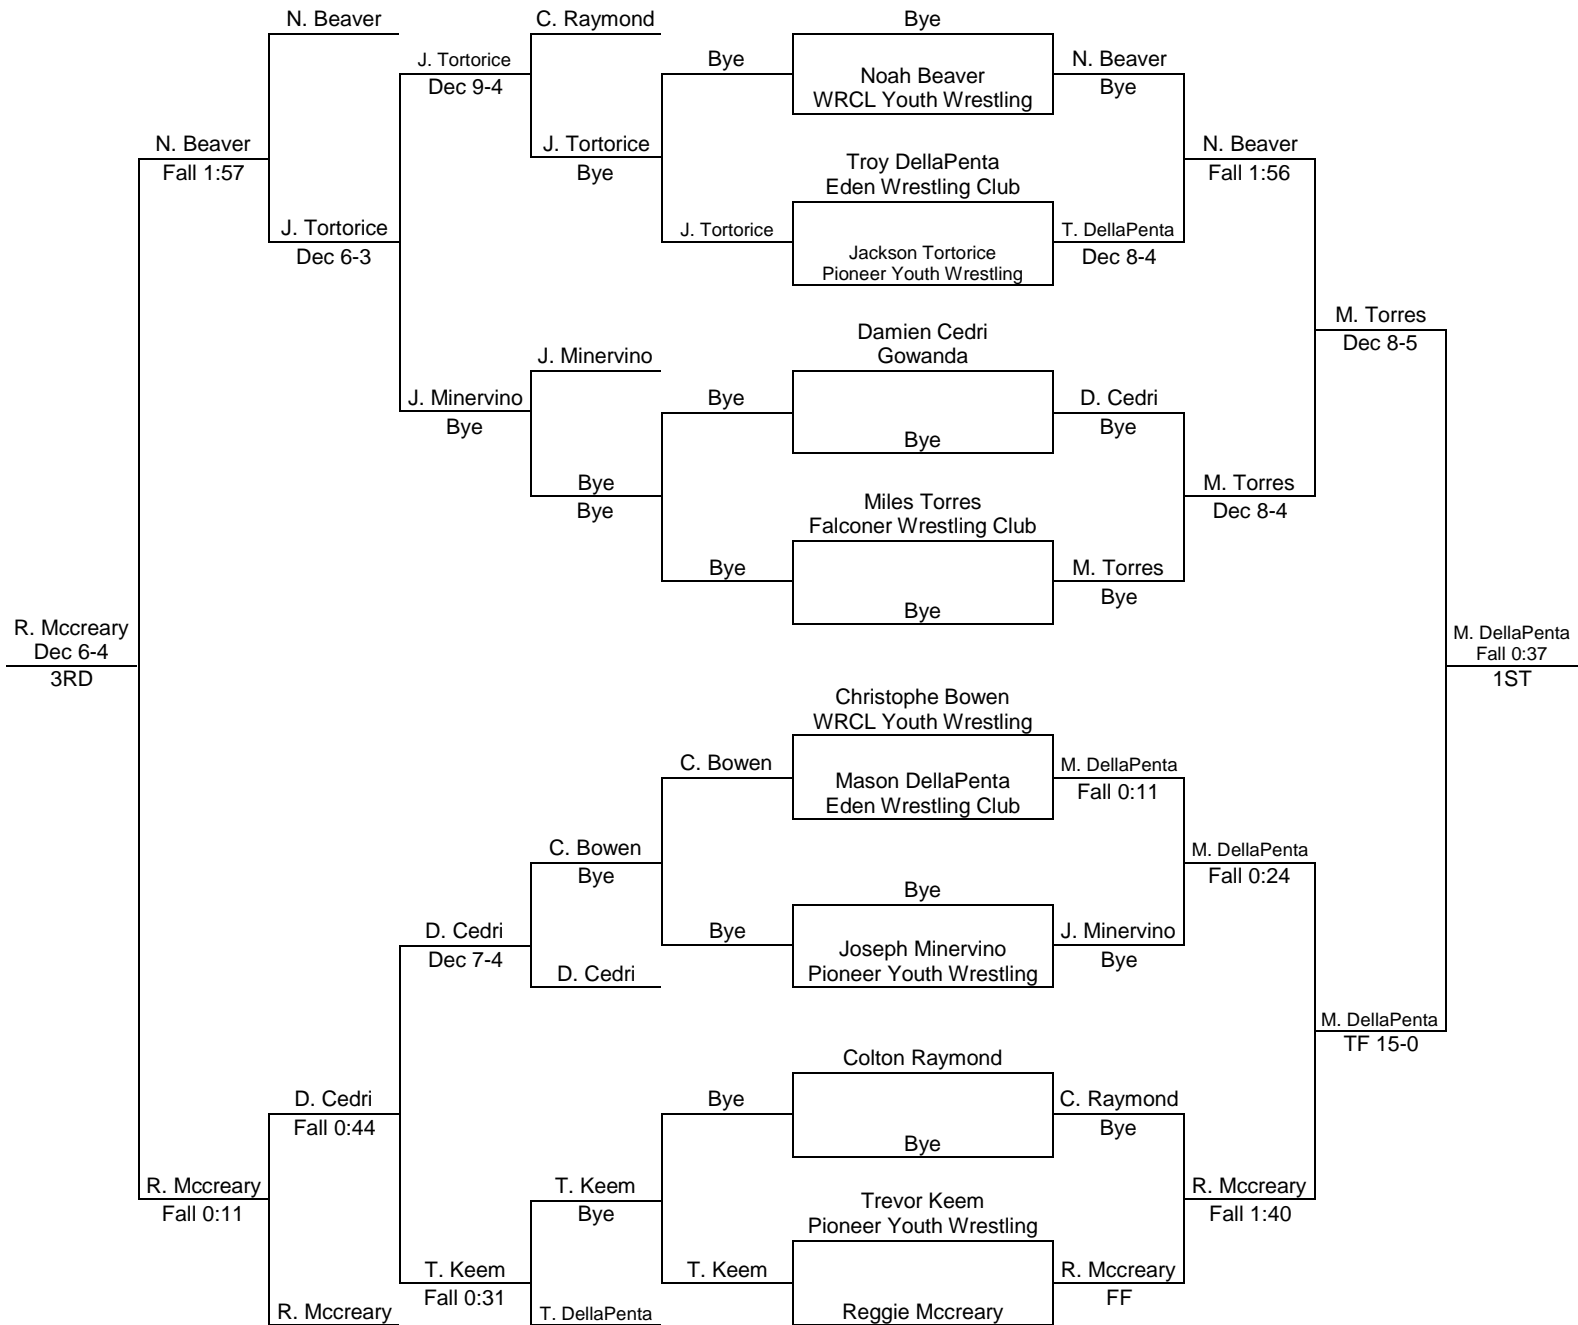 N. Beaver
C. Raymond
Bye
J. Tortorice
Dec 9-4
Bye
Noah Beaver
WRCL Youth Wrestling
N. Beaver
Bye
N. Beaver
Fall 1:57
J. Tortorice
Bye
Troy DellaPenta
Eden Wrestling Club
N. Beaver
Fall 1:56
J. Tortorice
Dec 6-3
J. Tortorice
Jackson Tortorice
Pioneer Youth Wrestling
T. DellaPenta
Dec 8-4
M. Torres
Dec 8-5
J. Minervino
Damien Cedri
Gowanda
J. Minervino
Bye
Bye
Bye
D. Cedri
Bye
Bye
Bye
Miles Torres
Falconer Wrestling Club
M. Torres
Dec 8-4
Bye
Bye
M. Torres
Bye
R. Mccreary
Dec 6-4
3RD
M. DellaPenta
Fall 0:37
1ST
Christophe Bowen
WRCL Youth Wrestling
C. Bowen
Mason DellaPenta
Eden Wrestling Club
M. DellaPenta
Fall 0:11
C. Bowen
Bye
M. DellaPenta
Fall 0:24
Bye
D. Cedri
Dec 7-4
Bye
Joseph Minervino
Pioneer Youth Wrestling
J. Minervino
Bye
D. Cedri
M. DellaPenta
TF 15-0
Colton Raymond
D. Cedri
Fall 0:44
Bye
Bye
C. Raymond
Bye
R. Mccreary
Fall 0:11
T. Keem
Bye
Trevor Keem
Pioneer Youth Wrestling
R. Mccreary
Fall 1:40
T. Keem
Fall 0:31
T. Keem
R. Mccreary
FF
R. Mccreary
T. DellaPenta
Reggie Mccreary